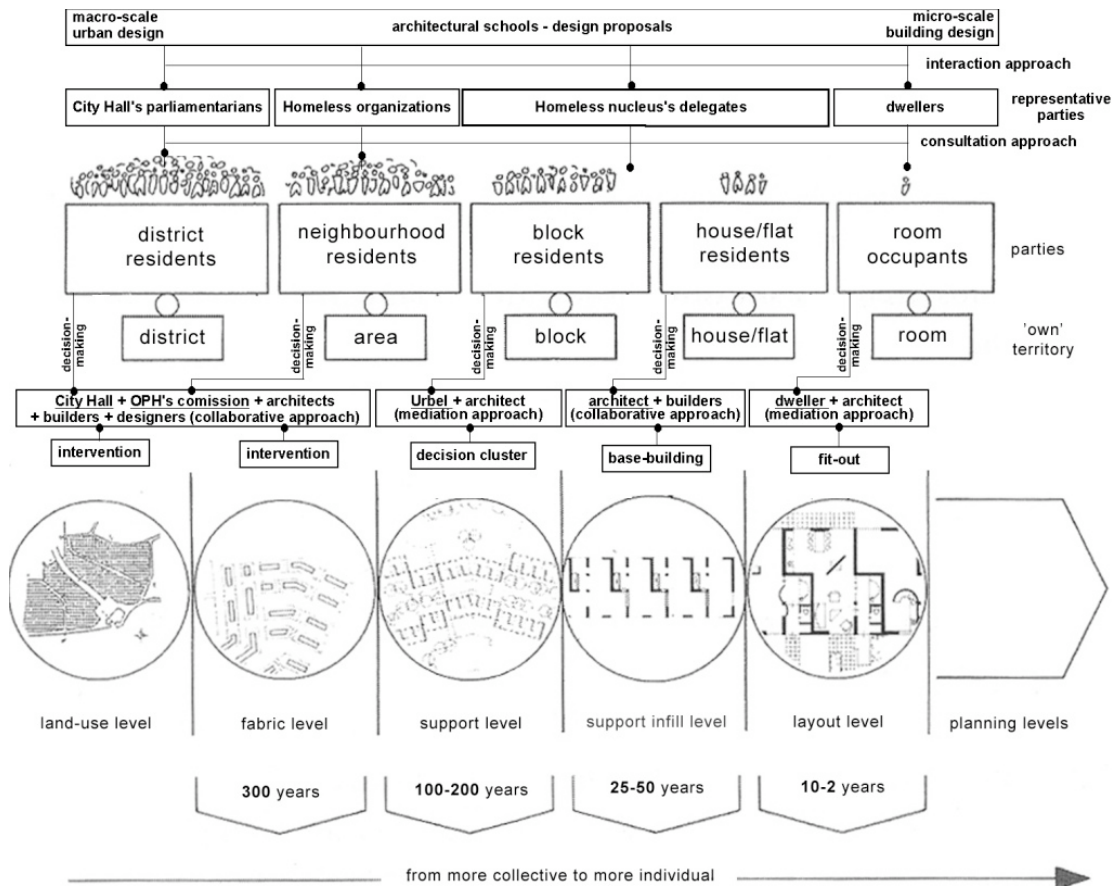 macro-scale
urban design
architectural schools - design proposals
micro-scale
building design
interaction approach
City Hall's parliamentarians
Homeless organizations
Homeless nucleus's delegates
dwellers
representative
parties
consultation approach
district
residents
neighbourhood
residents
block
residents
house/flat
residents
room
occupants
parties
decision-
making
district
decision-
making
area
decision-
making
block
decision-
making
house/flat
decision-
making
room
'own'
territory
City Hall + OPH's comission + architects
+ builders + designers (collaborative approach)
Urbel + architect
(mediation approach)
architect + builders
(collaborative approach)
dweller + architect
(mediation approach)
intervention
intervention
decision cluster
base-building
fit-out
land-use level
fabric level
support level
support infill level
layout level
planning levels
300 years
100-200 years
25-50 years
10-2 years
from more collective to more individual